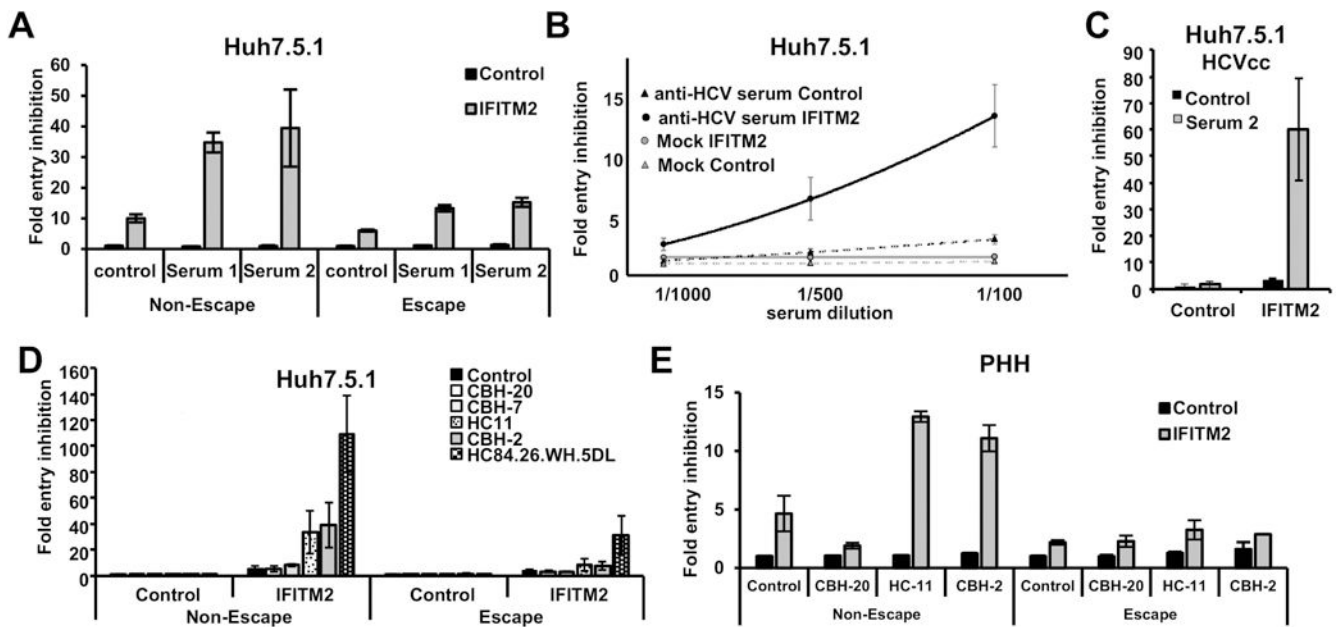 A
Huh7.5.1
Fold entry inhibition
60
50
40
30
20
10
0
Control
IFITM2
control
Serum 1
Serum 2
control
Serum 1
Serum 2
Non-Escape
Escape
B
Huh7.5.1
Fold entry inhibition
15
10
5
0
anti-HCV serum Control
anti-HCV serum IFITM2
Mock IFITM2
Mock Control
1/1000
1/500
1/100
serum dilution
C
Huh7.5.1
HCVcc
Fold entry inhibition
90
80
70
60
50
40
30
20
10
0
Control
Serum 2
Control
IFITM2
D
Huh7.5.1
Fold entry inhibition
160
140
120
100
80
60
40
20
0
Control
CBH-20
CBH-7
HC11
CBH-2
HC84.26.WH.5DL
Control
IFITM2
Control
IFITM2
Non-Escape
Escape
E
PHH
Fold entry inhibition
15
10
5
0
Control
IFITM2
Control
CBH-20
HC-11
CBH-2
Control
CBH-20
HC-11
CBH-2
Non-Escape
Escape